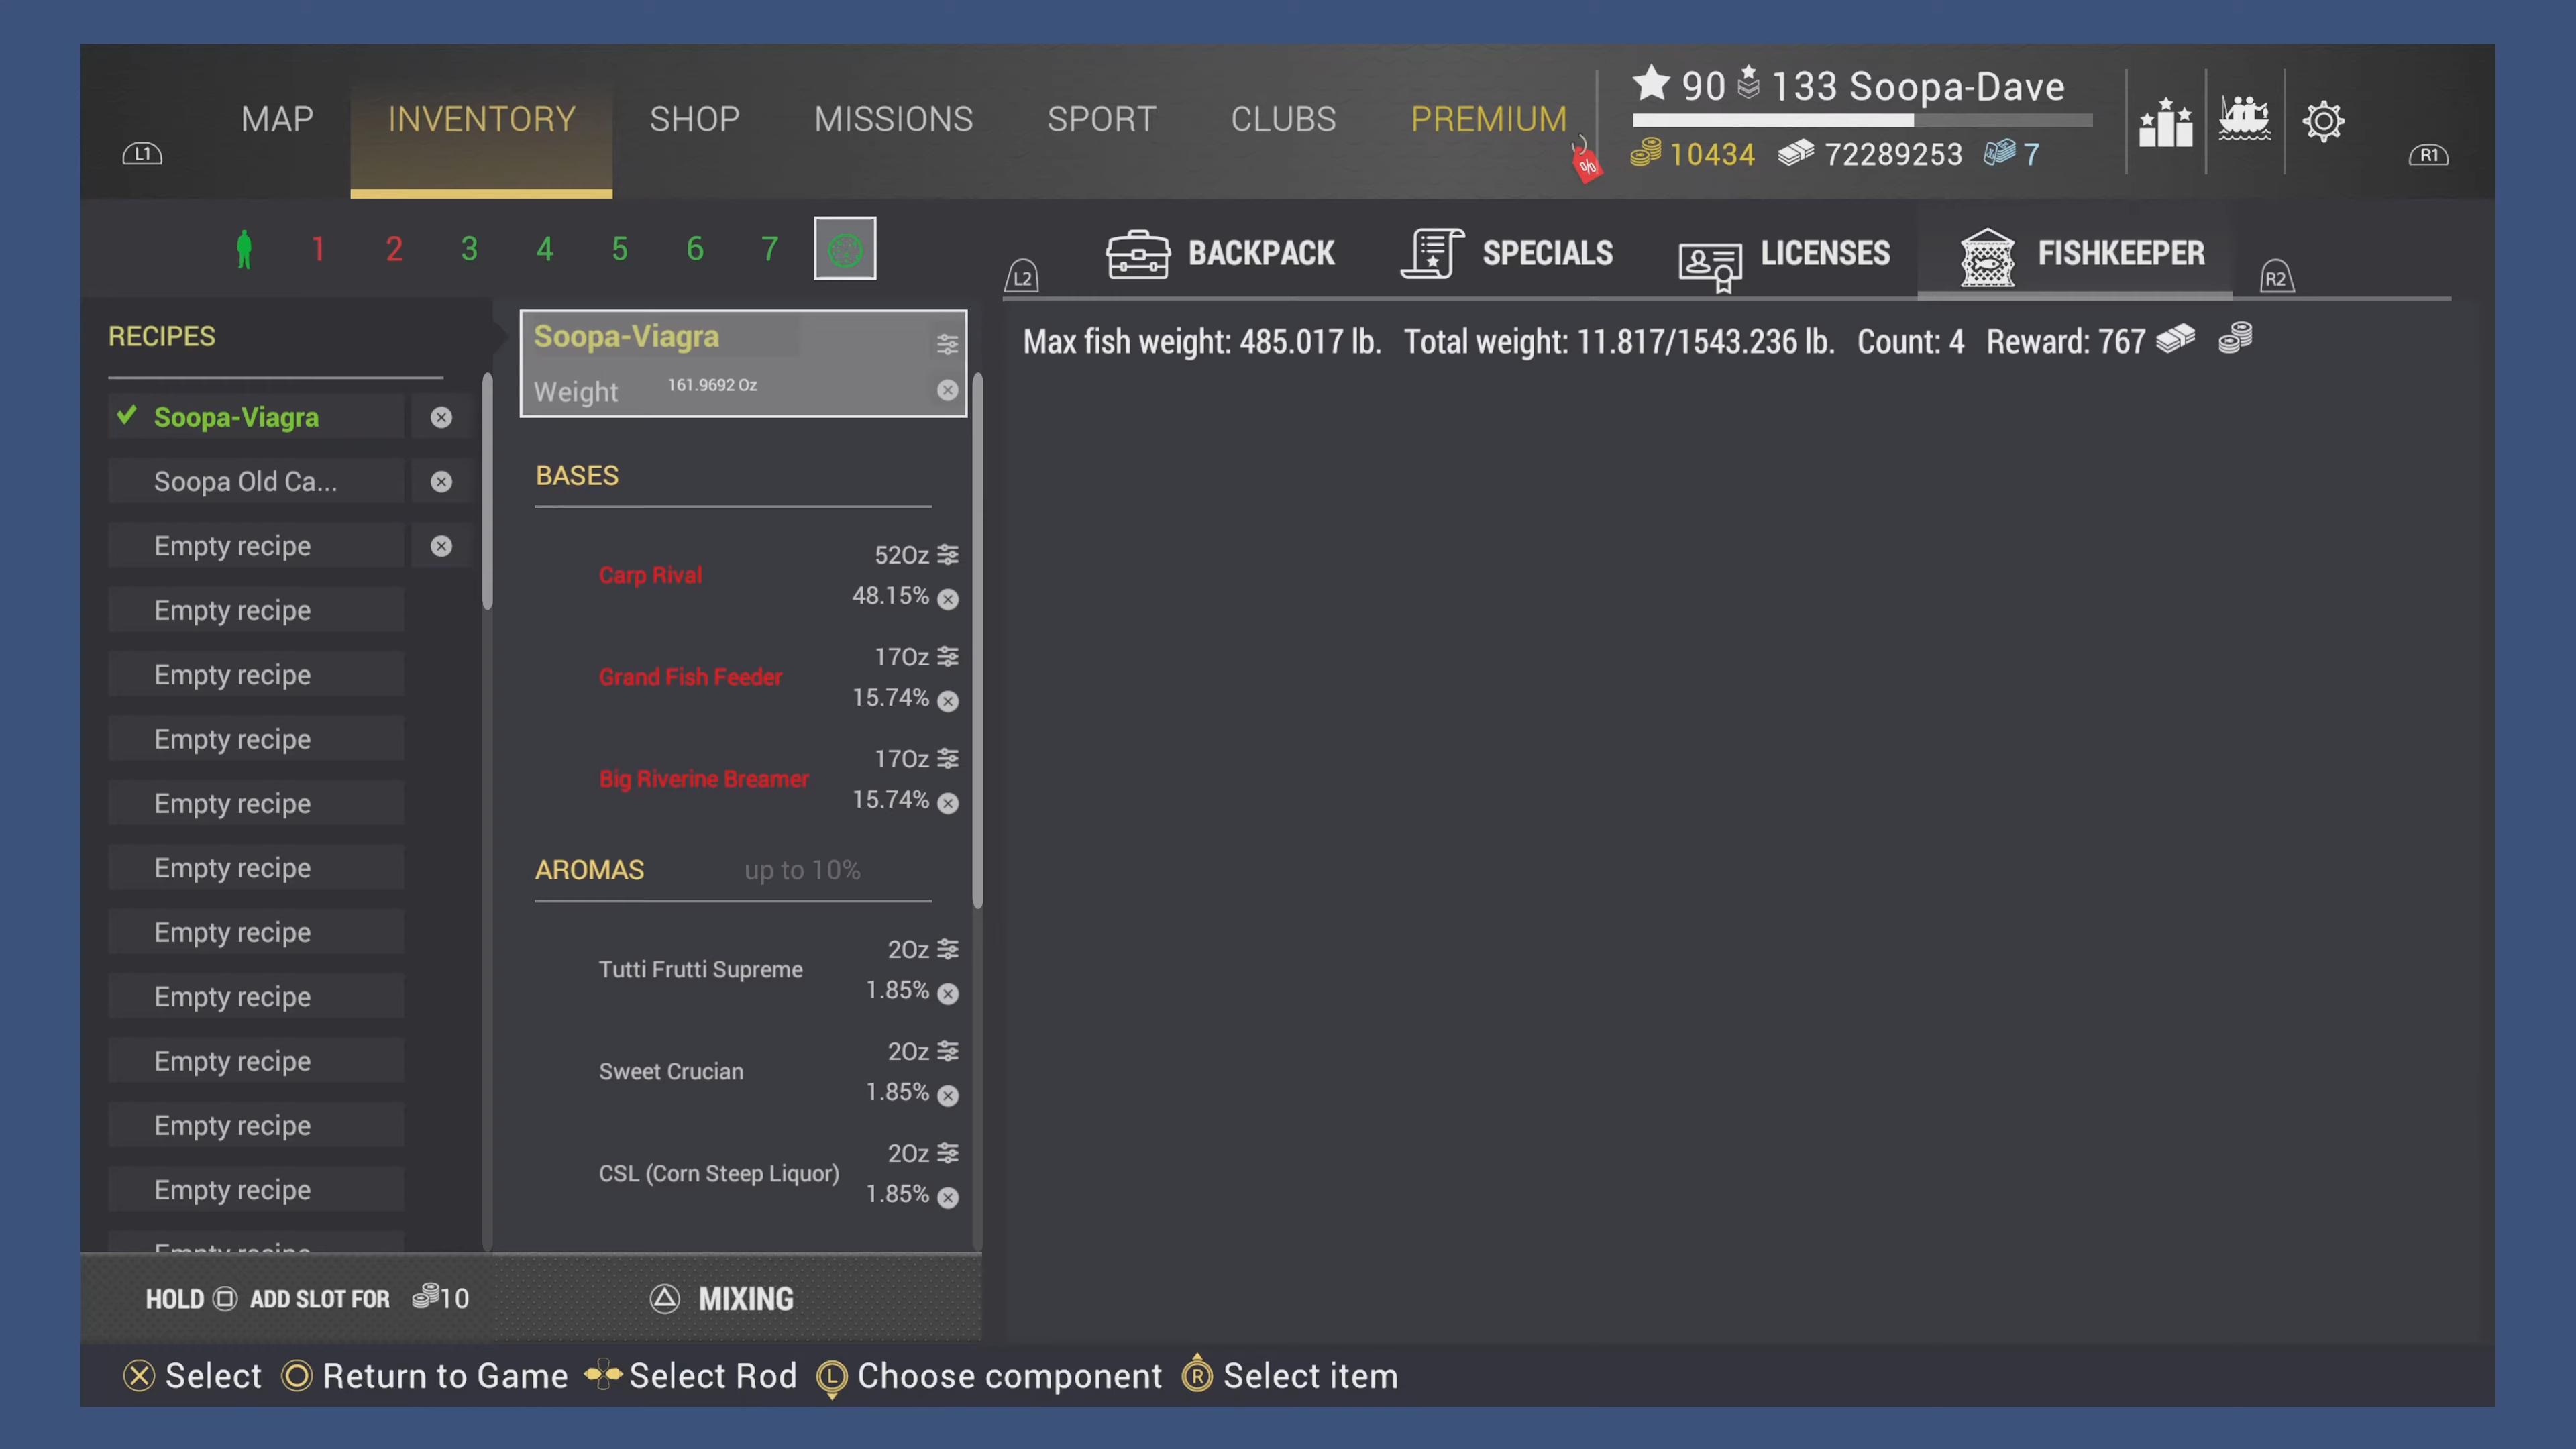 MAP INVENTORY SHOP MISSIONS SPORT CLUBS PREMIUM
90 133 Soopa-Dave
L1
%
10434 72289253 7
R1
1 2 3 4 5 6 7
L2 BACKPACK SPECIALS LICENSES FISHKEEPER R2
RECIPES
Soopa-Viagra
Soopa Old Ca...
Empty recipe
Empty recipe
Empty recipe
Empty recipe
Empty recipe
Empty recipe
Empty recipe
Empty recipe
Empty recipe
Empty recipe
Empty recipe
Empty recipe
HOLD ADD SLOT FOR 10
Soopa-Viagra
Weight 161.9692 Oz
BASES
Carp Rival
52Oz
48.15%
Grand Fish Feeder
17Oz
15.74%
Big Riverine Breamer
17Oz
15.74%
AROMAS up to 10%
Tutti Frutti Supreme
2Oz
1.85%
Sweet Crucian
2Oz
1.85%
CSL (Corn Steep Liquor)
2Oz
1.85%
MIXING
Max fish weight: 485.017 lb. Total weight: 11.817/1543.236 lb. Count: 4 Reward: 767
Select Return to Game Select Rod L Choose component R Select item